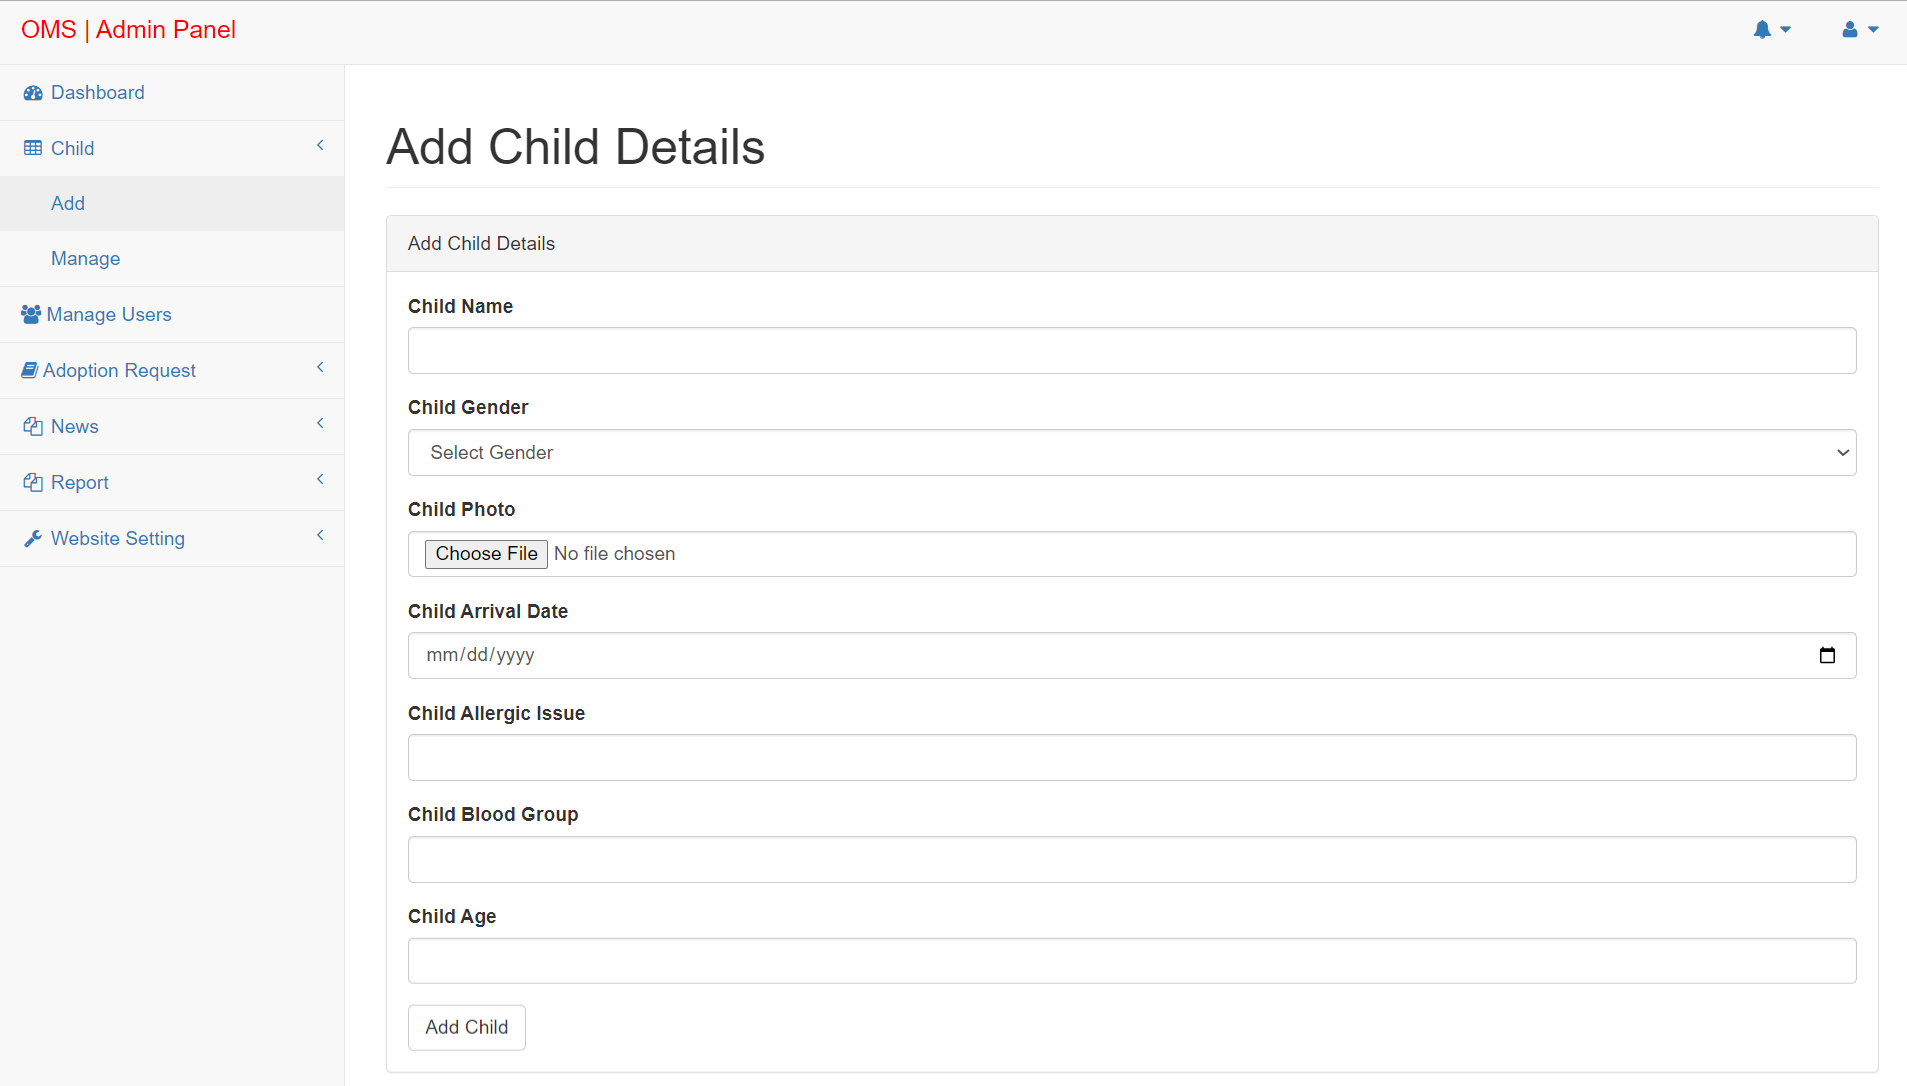 OMS | Admin Panel
Dashboard
Child
Add
Manage
Manage Users
Adoption Request
News
Report
Website Setting
Add Child Details
Add Child Details
Child Name
Child Gender
Select Gender
Child Photo
Choose File No file chosen
Child Arrival Date
mm/dd/yyyy
Child Allergic Issue
Child Blood Group
Child Age
Add Child